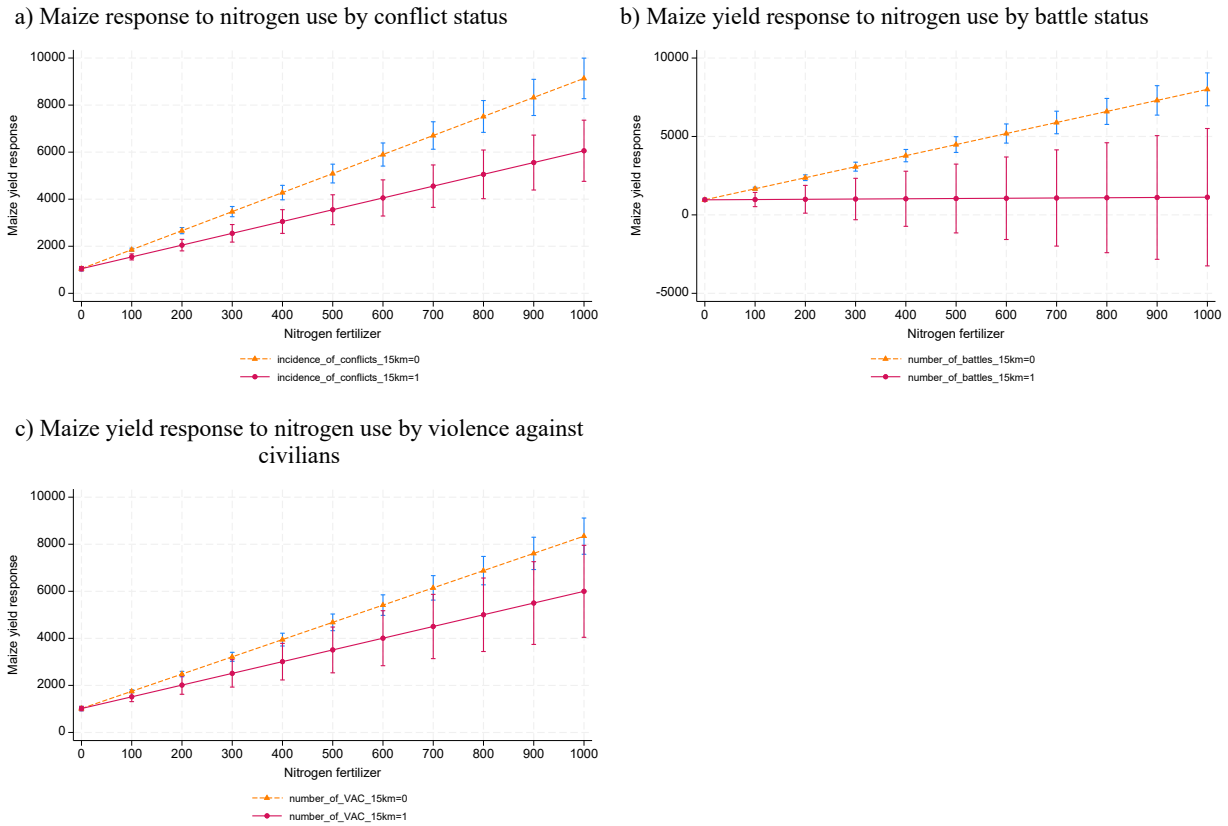 a) Maize response to nitrogen use by conflict status
10000
8000
6000
4000
2000
0
Maize yield response
0 100 200 300 400 500 600 700 800 900 1000
Nitrogen fertilizer
incidence_of_conflicts_15km=0
incidence_of_conflicts_15km=1
b) Maize yield response to nitrogen use by battle status
10000
5000
0
-5000
Maize yield response
0 100 200 300 400 500 600 700 800 900 1000
Nitrogen fertilizer
number_of_battles_15km=0
number_of_battles_15km=1
c) Maize yield response to nitrogen use by violence against
civilians
10000
8000
6000
4000
2000
0
Maize yield response
0 100 200 300 400 500 600 700 800 900 1000
Nitrogen fertilizer
number_of_VAC_15km=0
number_of_VAC_15km=1